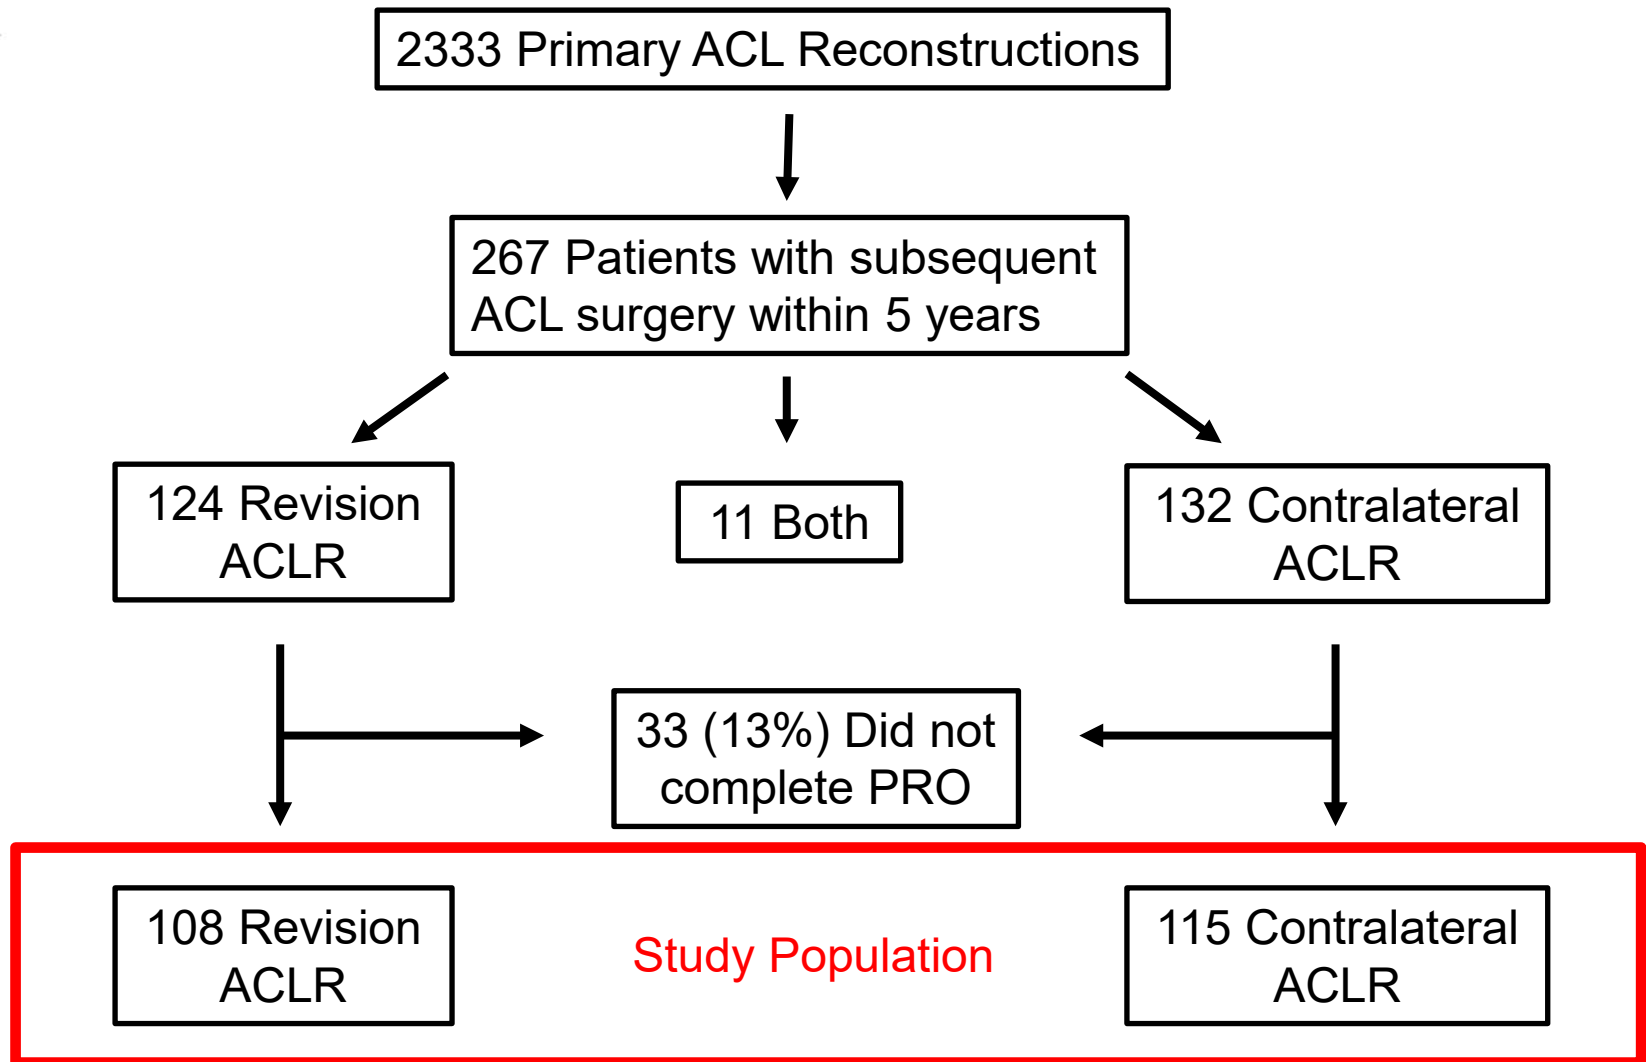 2333 Primary ACL Reconstructions
267 Patients with subsequent
ACL surgery within 5 years
124 Revision
ACLR
11 Both
132 Contralateral
ACLR
33 (13%) Did not
complete PRO
108 Revision
ACLR
Study Population
115 Contralateral
ACLR